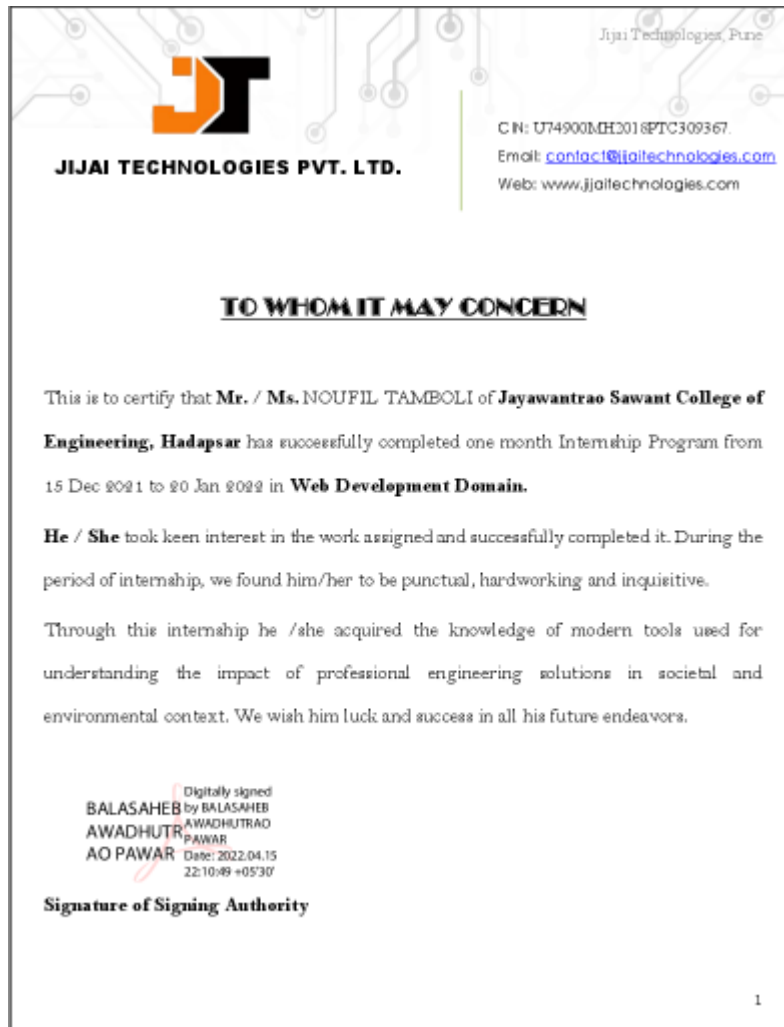 Jijai Technologies, Pune
JT
JIJAI TECHNOLOGIES PVT. LTD.
CIN: U74900MH2018PTC309367.
Email: contact@jijaitechnologies.com
Web: www.jijaitechnologies.com
TO WHOM IT MAY CONCERN
This is to certify that Mr. / Ms. NOUFIL TAMBOLI of Jayawantrao Sawant College of
Engineering, Hadapsar has successfully completed one month Internship Program from
15 Dec 2021 to 20 Jan 2022 in Web Development Domain.
He / She took keen interest in the work assigned and successfully completed it. During the
period of internship, we found him/her to be punctual, hardworking and inquisitive.
Through this internship he /she acquired the knowledge of modern tools used for
understanding the impact of professional engineering solutions in societal and
environmental context. We wish him luck and success in all his future endeavors.
BALASAHEB
AWADHUTR
AO PAWAR
Digitally signed
by BALASAHEB
AWADHUTRAO
PAWAR
Date: 2022.04.15
22:10:49 +05'30'
Signature of Signing Authority
1